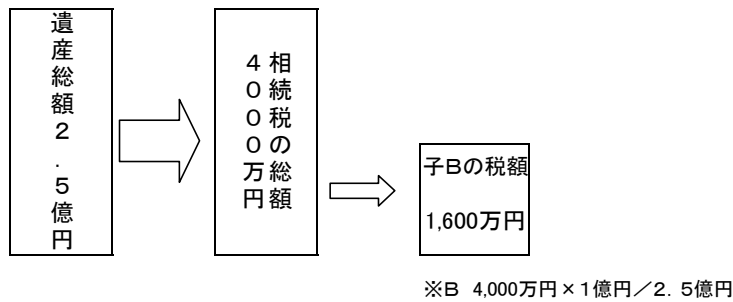 遺産総額２．５億円
相続税の総額
４０００万円
子Bの税額
1,600万円
※B 4,000万円×１億円／２．５億円